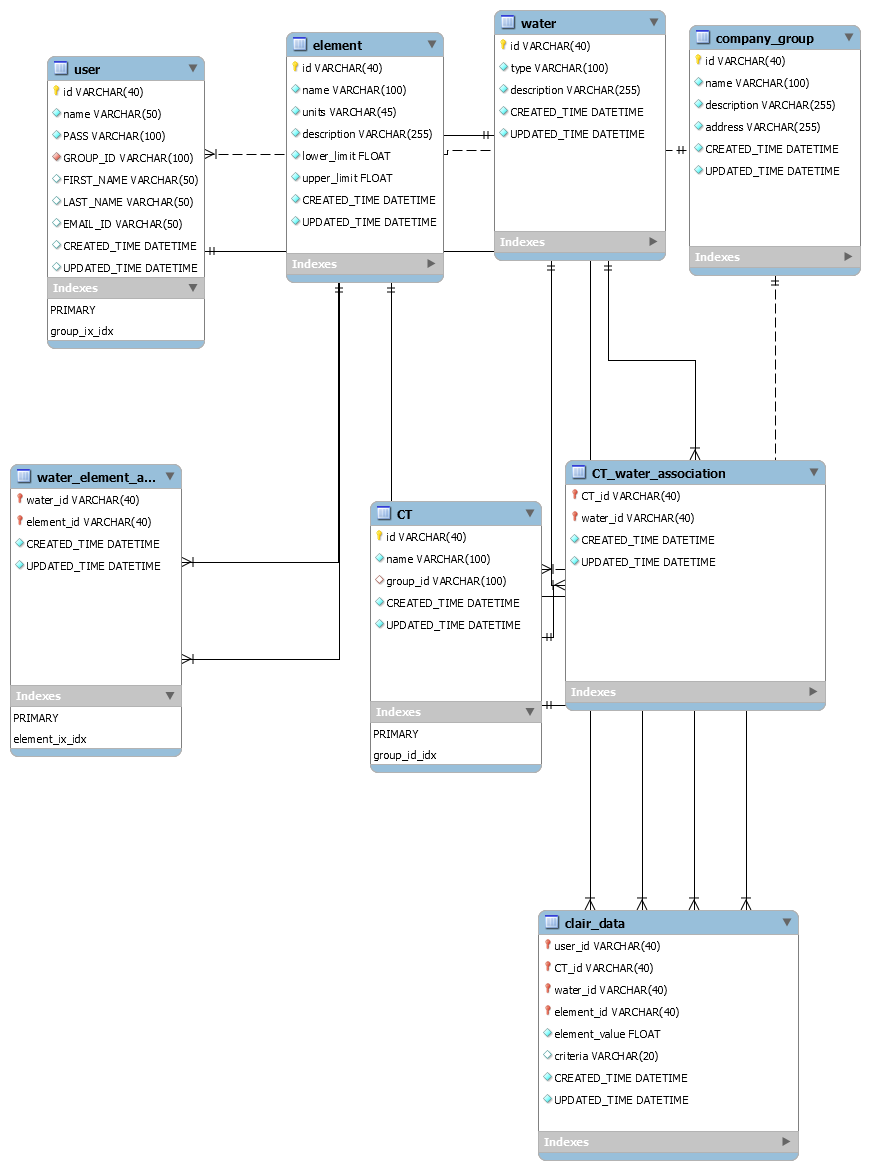 user
id VARCHAR(40)
name VARCHAR(50)
PASS VARCHAR(100)
GROUP_ID VARCHAR(100)
FIRST_NAME VARCHAR(50)
LAST_NAME VARCHAR(50)
EMAIL_ID VARCHAR(50)
CREATED_TIME DATETIME
UPDATED_TIME DATETIME
Indexes
PRIMARY
group_ix_idx
element
id VARCHAR(40)
name VARCHAR(100)
units VARCHAR(45)
description VARCHAR(255)
lower_limit FLOAT
upper_limit FLOAT
CREATED_TIME DATETIME
UPDATED_TIME DATETIME
Indexes
water
id VARCHAR(40)
type VARCHAR(100)
description VARCHAR(255)
CREATED_TIME DATETIME
UPDATED_TIME DATETIME
Indexes
company_group
id VARCHAR(40)
name VARCHAR(100)
description VARCHAR(255)
address VARCHAR(255)
CREATED_TIME DATETIME
UPDATED_TIME DATETIME
Indexes
water_element_a...
water_id VARCHAR(40)
element_id VARCHAR(40)
CREATED_TIME DATETIME
UPDATED_TIME DATETIME
Indexes
PRIMARY
element_ix_idx
CT
id VARCHAR(40)
name VARCHAR(100)
group_id VARCHAR(100)
CREATED_TIME DATETIME
UPDATED_TIME DATETIME
Indexes
PRIMARY
group_id_idx
CT_water_association
CT_id VARCHAR(40)
water_id VARCHAR(40)
CREATED_TIME DATETIME
UPDATED_TIME DATETIME
Indexes
clair_data
user_id VARCHAR(40)
CT_id VARCHAR(40)
water_id VARCHAR(40)
element_id VARCHAR(40)
element_value FLOAT
criteria VARCHAR(20)
CREATED_TIME DATETIME
UPDATED_TIME DATETIME
Indexes